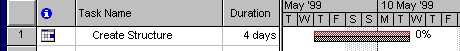 Task Name Duration May '99 10 May '99
T W T F S S M T W T F S
1 Create Structure 4 days 0%